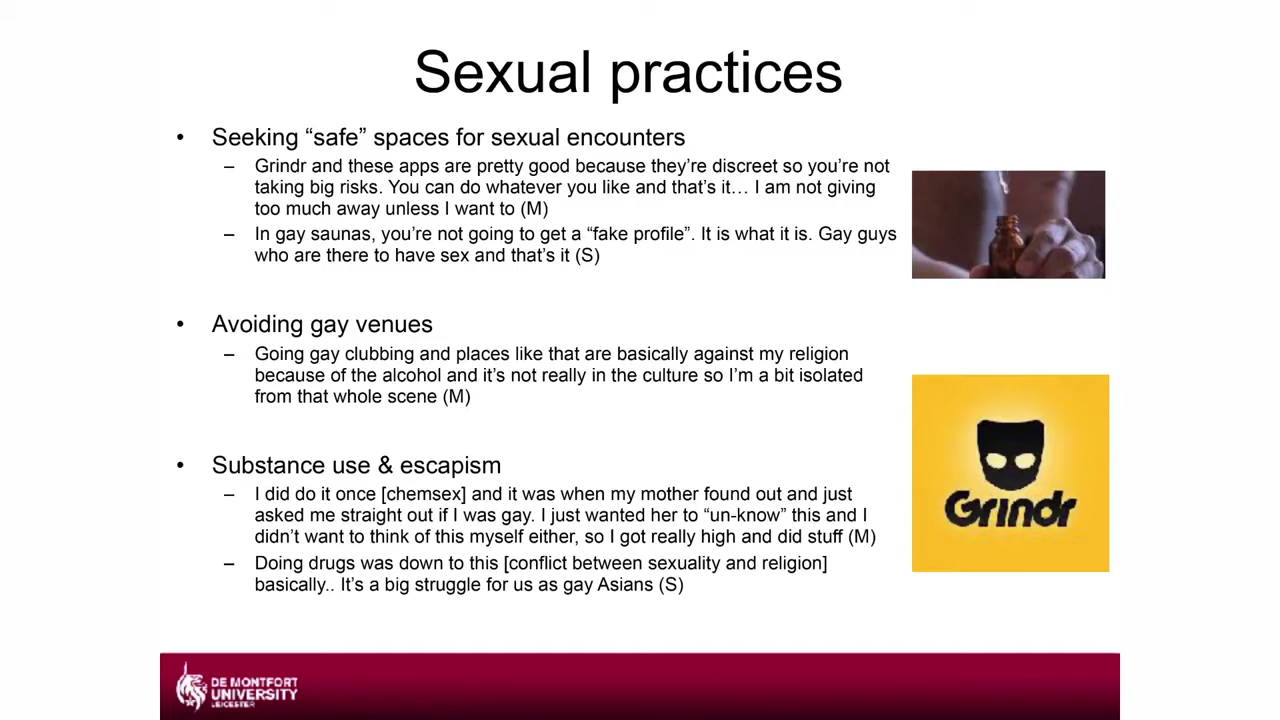 Sexual practices
• Seeking “safe” spaces for sexual encounters
– Grindr and these apps are pretty good because they’re discreet so you’re not
taking big risks. You can do whatever you like and that’s it… I am not giving
too much away unless I want to (M)
– In gay saunas, you’re not going to get a “fake profile”. It is what it is. Gay guys
who are there to have sex and that’s it (S)
• Avoiding gay venues
– Going gay clubbing and places like that are basically against my religion
because of the alcohol and it’s not really in the culture so I’m a bit isolated
from that whole scene (M)
• Substance use & escapism
– I did do it once [chemsex] and it was when my mother found out and just
asked me straight out if I was gay. I just wanted her to “un-know” this and I
didn’t want to think of this myself either, so I got really high and did stuff (M)
– Doing drugs was down to this [conflict between sexuality and religion]
basically.. It’s a big struggle for us as gay Asians (S)
Grindr
DE MONTFORT
UNIVERSITY
LEICESTER